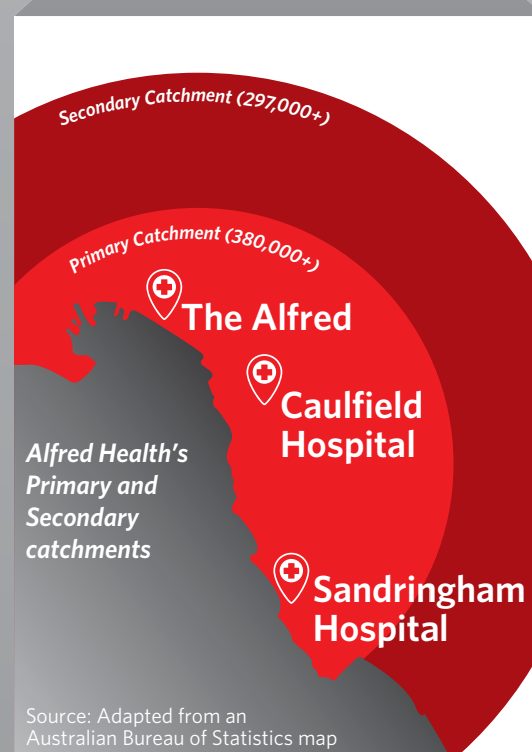 Secondary Catchment (297,000+)
Primary Catchment (380,000+)
The Alfred
Caulfield
Hospital
Alfred Health's
Primary and
Secondary
catchments
Sandringham
Hospital
Source: Adapted from an
Australian Bureau of Statistics map